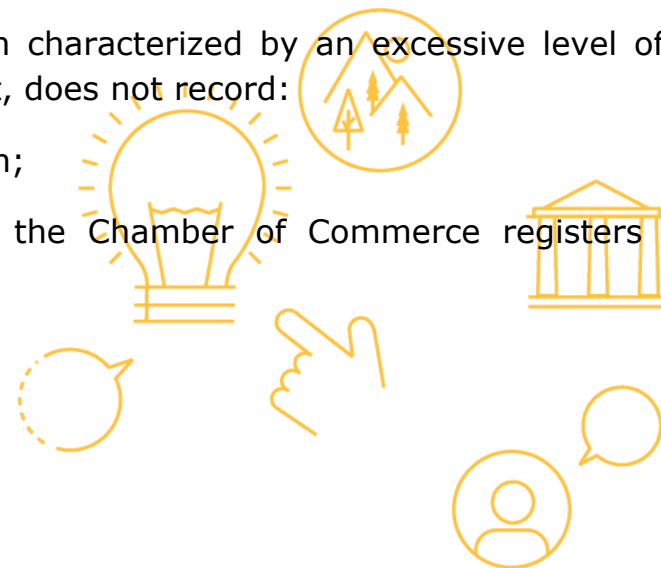 characterized by an excessive level of
does not record:
the Chamber of Commerce registers